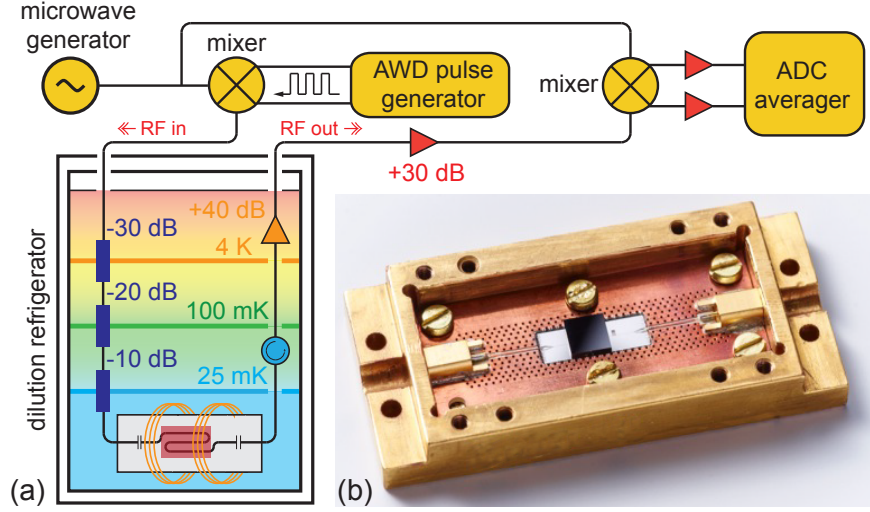 microwave
generator
mixer
AWD pulse
generator
mixer
ADC
averager
RF in
RF out
+30 dB
dilution refrigerator
-30 dB
+40 dB
4 K
-20 dB
100 mK
-10 dB
25 mK
(a)
(b)